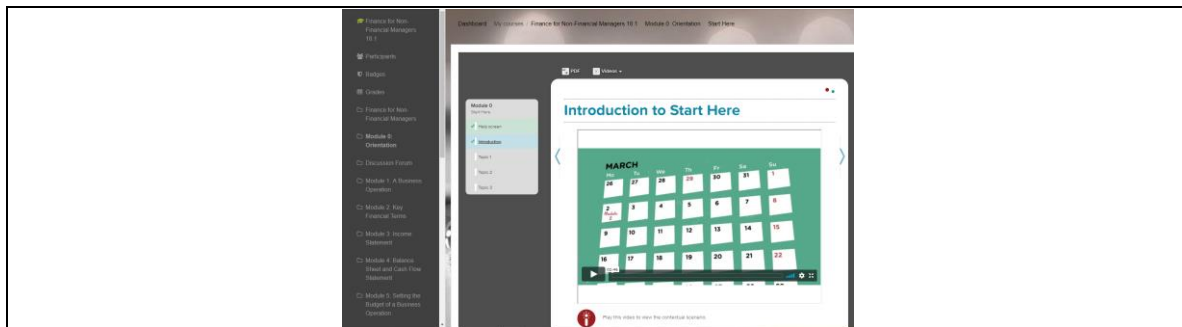 Finance for Non-
Financial Managers
18.1
Participants
Badges
Grades
Finance for Non-
Financial Managers
Module 0:
Orientation
Discussion Forum
Module 1: A Business
Operation
Module 2: Key
Financial Terms
Module 3: Income
Statement
Module 4: Balance
Sheet and Cash Flow
Statement
Module 5: Setting the
Budget of a Business
Operation
Dashboard My courses / Finance for Non-Financial Managers 18.1 Module 0: Orientation Start Here
PDF Videos
Module 0
Start Here
Introduction
Topic 1
Topic 2
Topic 3
Introduction to Start Here
MARCH
Mo Tu We Th Fr Sa Su
26 27 28 29 30 31 1
2 3 4 5 6 7 8
Module
9 10 11 12 13 14 15
16 17 18 19 20 21 22
Play this video to view the contextual scenario.